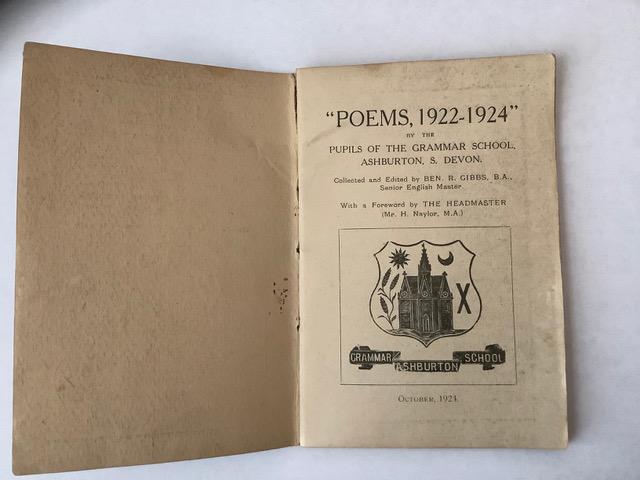 "POEMS, 1922-1924"
BY THE
PUPILS OF THE GRAMMAR SCHOOL,
ASHBURTON, S. DEVON.
Collected and Edited by BEN. R. GIBBS, B.A.,
Senior English Master
With a Foreword by THE HEADMASTER
(Mr. H. Naylor, M.A.)
GRAMMAR SCHOOL
ASHBURTON
OCTOBER, 1924.